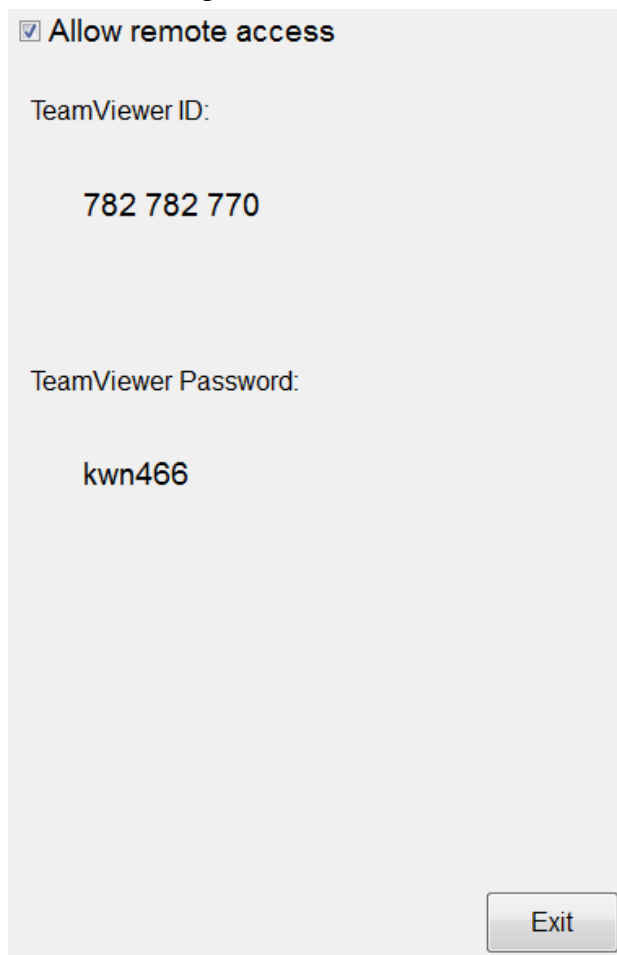 Allow remote access
TeamViewer ID:
782 782 770
TeamViewer Password:
kwn466
Exit